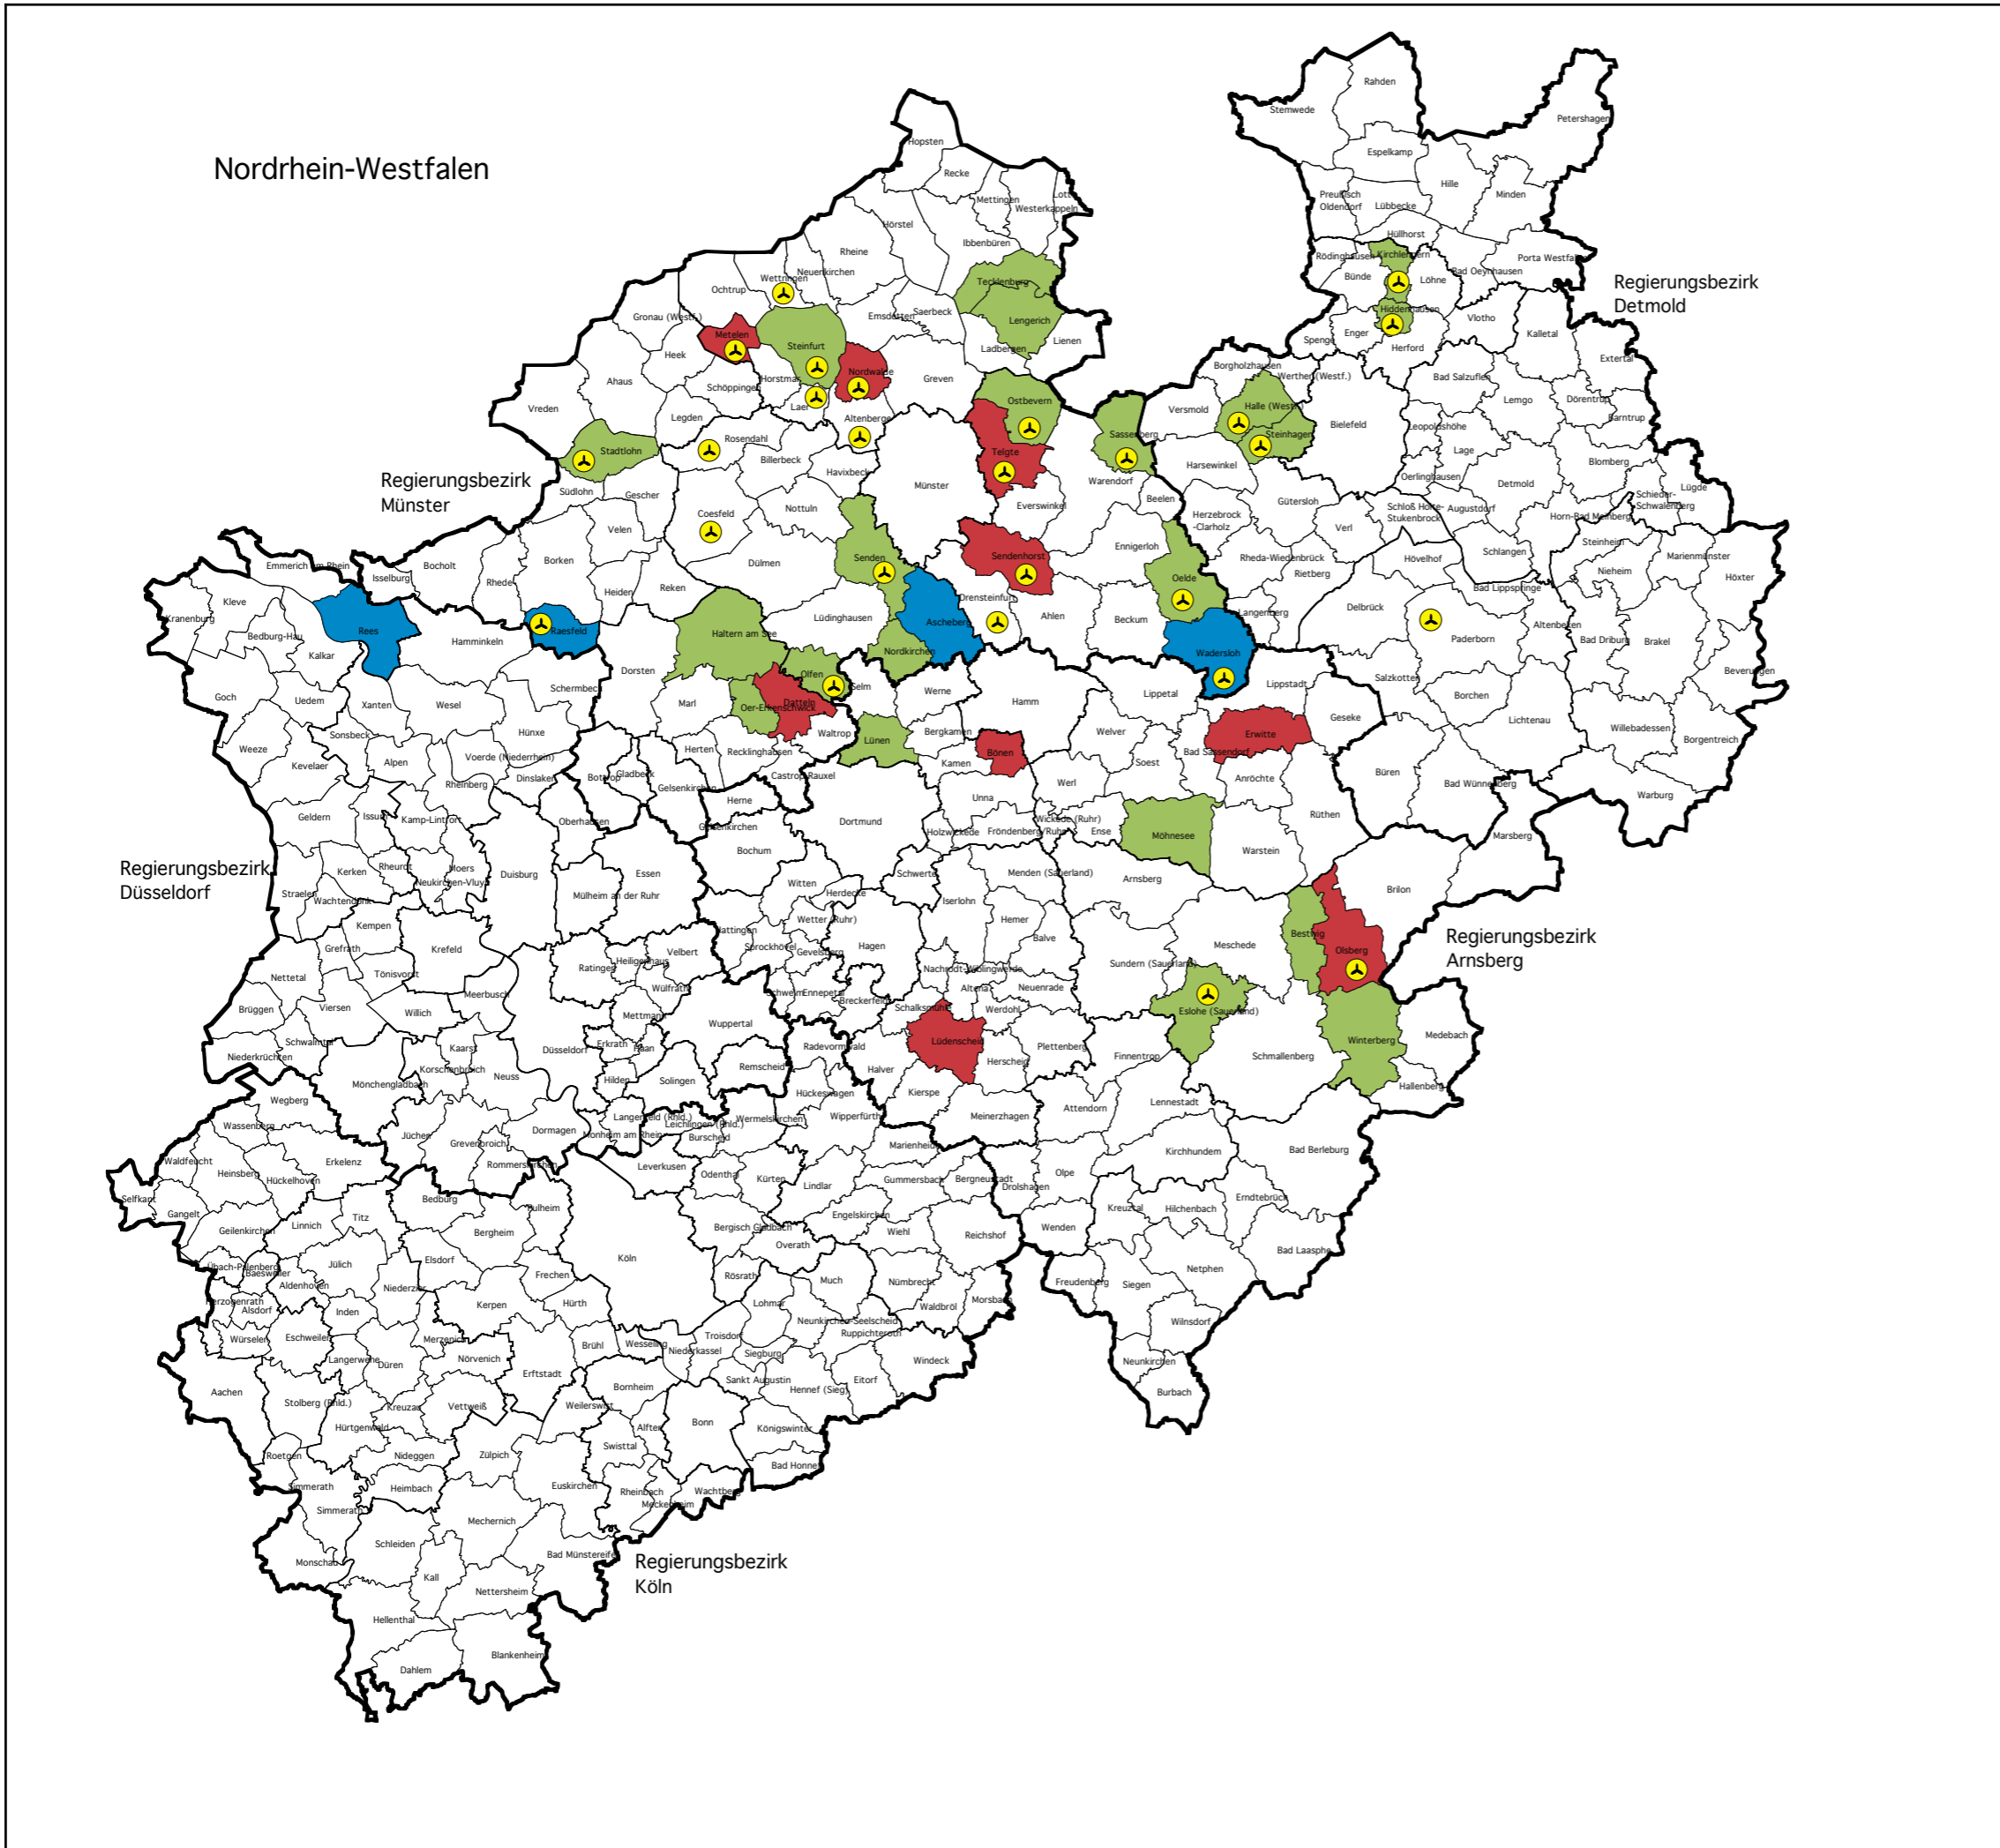 Nordrhein-Westfalen
Rahden
Stemwede
Petershagen
Espelkamp
Hille
Minden
Preußisch
Oldendorf
Lübbecke
Hüllhorst
Rödinghausen
Kirchlengern
Bünde
Löhne
Bad Oeynhausen
Porta Westfalica
Hiddenhausen
Vlotho
Kalletal
Enger
Spenge
Herford
Extertal
Regierungsbezirk
Detmold
Hopsten
Recke
Mettingen
Lotte
Westerkappeln
Hörstel
Ibbenbüren
Rheine
Neuenkirchen
Wettringen
Ochtrup
Tecklenburg
Gronau (Westf.)
Emsdetten
Saerbeck
Lengerich
Metelen
Steinfurt
Ladbergen
Lienen
Heek
Nordwalde
Greven
Ahaus
Schöppingen
Horstmar
Laer
Altenberge
Vreden
Legden
Rosendahl
Billerbeck
Havixbeck
Stadtlohn
Ostbevern
Telgte
Münster
Sassenberg
Warendorf
Beelen
Everswinkel
Regierungsbezirk
Münster
Südlohn
Gescher
Velen
Coesfeld
Nottuln
Senden
Dülmen
Sendenhorst
Ennigerloh
Oelde
Drensteinfurt
Ahlen
Beckum
Wadersloh
Borken
Bocholt
Isselburg
Rhede
Heiden
Reken
Raesfeld
Lüdinghausen
Ascheberg
Nordkirchen
Haltern am See
Dorsten
Olfen
Selm
Datteln
Oer-Erkenschwick
Marl
Waltrop
Herten
Recklinghausen
Castrop-Rauxel
Gladbeck
Bottrop
Gelsenkirchen
Borgholzhausen
Werther (Westf.)
Versmold
Halle (Westf.)
Steinhagen
Bielefeld
Harsewinkel
Gütersloh
Herzebrock
-Clarholz
Verl
Schloß Holte-
Stukenbrock
Rheda-Wiedenbrück
Rietberg
Langenberg
Bad Salzuflen
Lemgo
Dörentrup
Barntrup
Leopoldshöhe
Lage
Blomberg
Oerlinghausen
Detmold
Augustdorf
Horn-Bad Meinberg
Schieder-
Schwalenberg
Lügde
Schlangen
Steinheim
Marienmünster
Nieheim
Höxter
Hövelhof
Bad Lippspringe
Delbrück
Paderborn
Altenbeken
Bad Driburg
Brakel
Beverungen
Salzkotten
Borchen
Lichtenau
Willebadessen
Borgentreich
Büren
Bad Wünnenberg
Warburg
Marsberg
Emmerich am Rhein
Kleve
Kranenburg
Rees
Bedburg-Hau
Kalkar
Hamminkeln
Goch
Uedem
Xanten
Wesel
Schermbeck
Sonsbeck
Hünxe
Weeze
Kevelaer
Alpen
Voerde (Niederrhein)
Dinslaken
Rheinberg
Geldern
Issum
Kamp-Lintfort
Oberhausen
Kerken
Rheurdt
Moers
Neukirchen-Vluyn
Duisburg
Essen
Mülheim an der Ruhr
Straelen
Wachtendonk
Regierungsbezirk
Düsseldorf
Kempen
Grefrath
Krefeld
Nettetal
Tönisvorst
Brüggen
Viersen
Willich
Meerbusch
Schwalmtal
Niederkrüchten
Mönchengladbach
Kaarst
Korschenbroich
Neuss
Düsseldorf
Ratingen
Heiligenhaus
Velbert
Wülfrath
Mettmann
Wuppertal
Erkrath
Haan
Hilden
Solingen
Remscheid
Langenfeld (Rhld.)
Monheim am Rhein
Jüchen
Grevenbroich
Dormagen
Rommerskirchen
Werne
Hamm
Lippetal
Lippstadt
Lünen
Bergkamen
Kamen
Bönen
Welver
Soest
Bad Sassendorf
Erwitte
Geseke
Anröchte
Rüthen
Werl
Unna
Holzwickede
Fröndenberg/Ruhr
Wickede (Ruhr)
Ense
Möhnesee
Warstein
Herne
Gelsenkirchen
Bochum
Dortmund
Witten
Herdecke
Schwerte
Iserlohn
Menden (Sauerland)
Arnsberg
Hemer
Balve
Wetter (Ruhr)
Hattingen
Sprockhövel
Gevelsberg
Hagen
Schwelm
Ennepetal
Breckerfeld
Nachrodt-Wiblingwerde
Altena
Neuenrade
Werdohl
Schalksmühle
Lüdenscheid
Plettenberg
Herscheid
Halver
Kierspe
Meinerzhagen
Sundern (Sauerland)
Meschede
Bestwig
Olsberg
Brilon
Regierungsbezirk
Arnsberg
Eslohe (Sauerland)
Winterberg
Medebach
Hallenberg
Schmallenberg
Finnentrop
Attendorn
Lennestadt
Kirchhundem
Bad Berleburg
Olpe
Drolshagen
Wenden
Kreuztal
Hilchenbach
Erndtebrück
Bad Laasphe
Netphen
Freudenberg
Siegen
Wilnsdorf
Neunkirchen
Burbach
Radevormwald
Hückeswagen
Wipperfürth
Wermelskirchen
Leichlingen (Rhld.)
Burscheid
Leverkusen
Odenthal
Kürten
Lindlar
Marienheide
Gummersbach
Bergneustadt
Engelskirchen
Wiehl
Reichshof
Bergisch Gladbach
Overath
Rösrath
Much
Nümbrecht
Waldbröl
Morsbach
Lohmar
Neunkirchen-Seelscheid
Ruppichteroth
Windeck
Troisdorf
Siegburg
Niederkassel
Sankt Augustin
Hennef (Sieg)
Eitorf
Königswinter
Bad Honnef
Bonn
Bornheim
Alfter
Wesseling
Brühl
Weilerswist
Swisttal
Rheinbach
Meckenheim
Wachtberg
Wegberg
Wassenberg
Waldfeucht
Heinsberg
Hückelhoven
Erkelenz
Selfkant
Gangelt
Geilenkirchen
Linnich
Titz
Bedburg
Pulheim
Bergheim
Köln
Übach-Palenberg
Baesweiler
Aldenhoven
Jülich
Elsdorf
Niederzier
Frechen
Herzogenrath
Alsdorf
Inden
Kerpen
Hürth
Würselen
Eschweiler
Langerwehe
Merzenich
Düren
Nörvenich
Erftstadt
Aachen
Stolberg (Rhld.)
Kreuzau
Vettweiß
Hürtgenwald
Roetgen
Nideggen
Zülpich
Simmerath
Heimbach
Euskirchen
Simmerath
Mechernich
Schleiden
Monschau
Kall
Bad Münstereifel
Nettersheim
Hellenthal
Blankenheim
Dahlem
Regierungsbezirk
Köln